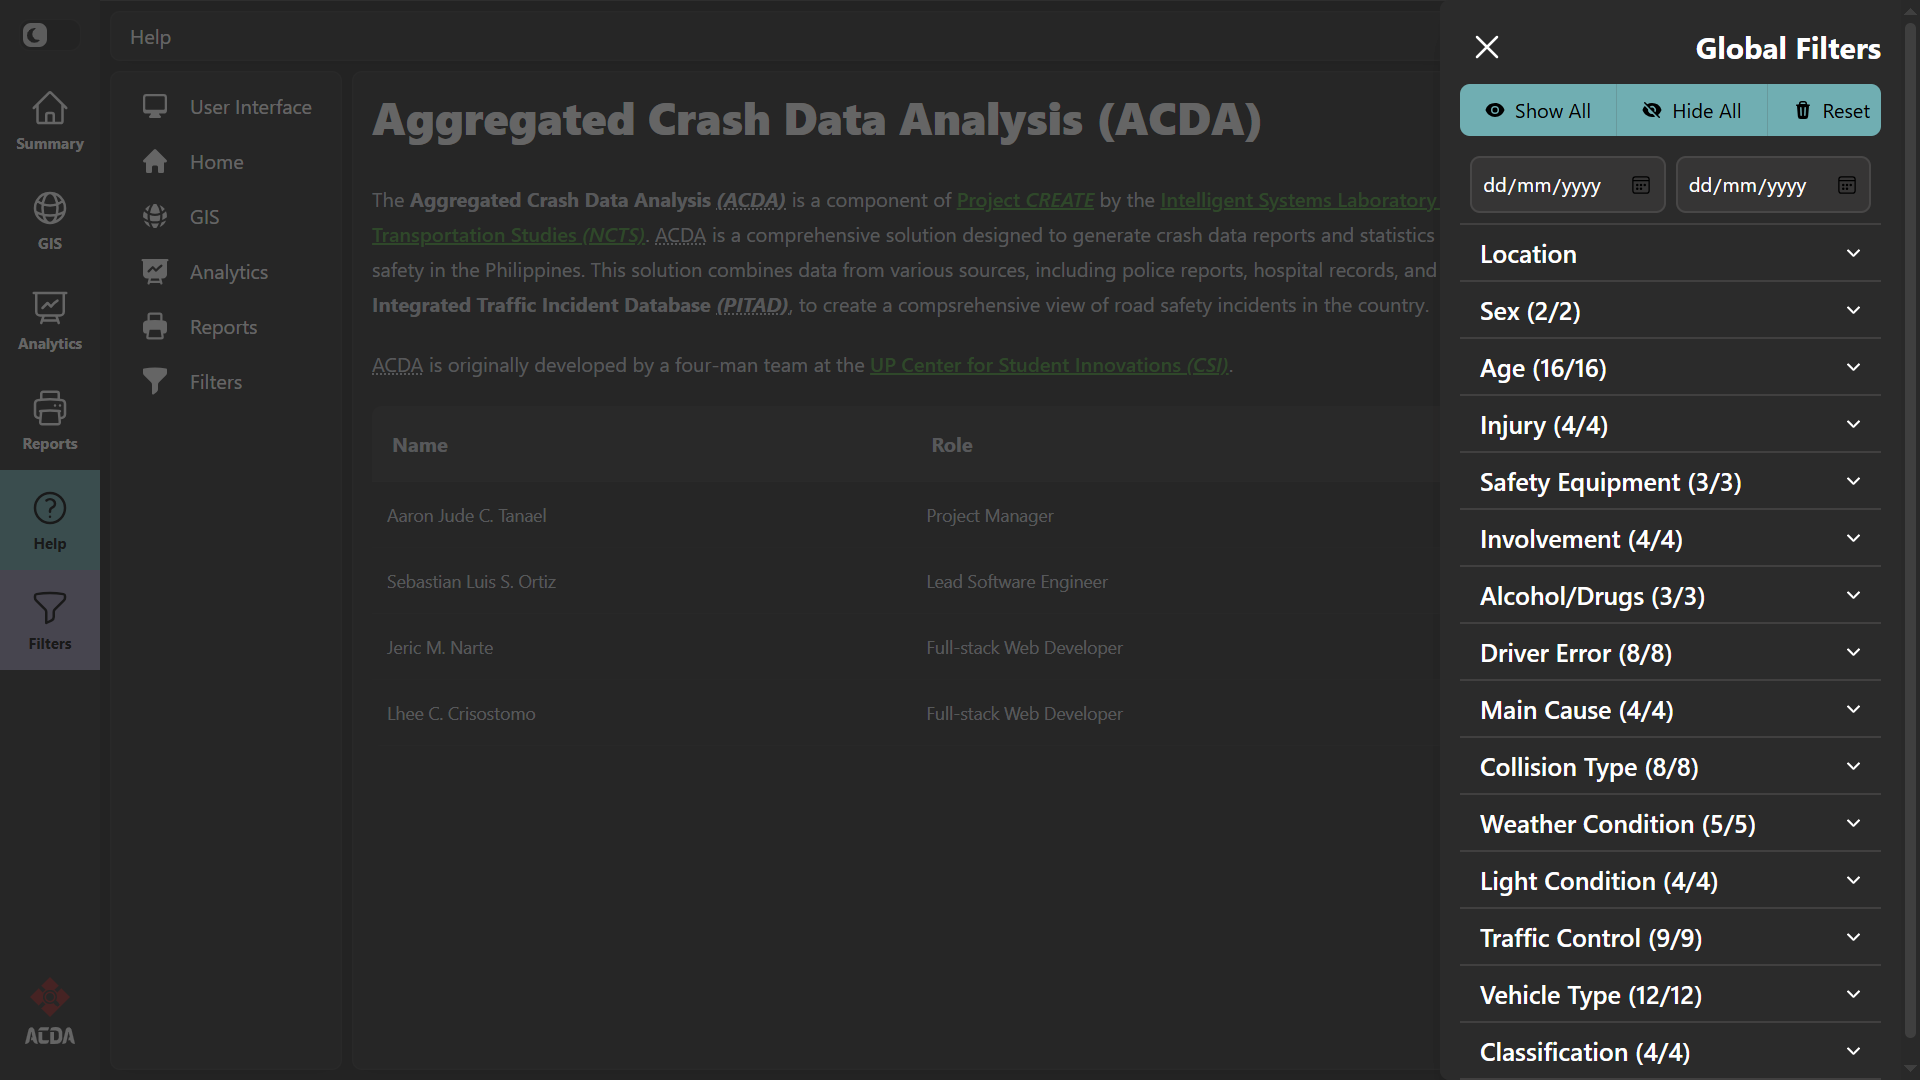 Summary
GIS
Analytics
Reports
Help
Filters
ACDA
Help
User Interface
Home
GIS
Analytics
Reports
Filters
Aggregated Crash Data Analysis (ACDA)
The Aggregated Crash Data Analysis (ACDA) is a component of Project CREATE by the Intelligent Systems Laboratory
Transportation Studies (NCTS). ACDA is a comprehensive solution designed to generate crash data reports and statistics
safety in the Philippines. This solution combines data from various sources, including police reports, hospital records, and
Integrated Traffic Incident Database (PITAD), to create a compsrehensive view of road safety incidents in the country.
ACDA is originally developed by a four-man team at the UP Center for Student Innovations (CSI).
Name Role
Aaron Jude C. Tanael Project Manager
Sebastian Luis S. Ortiz Lead Software Engineer
Jeric M. Narte Full-stack Web Developer
Lhee C. Crisostomo Full-stack Web Developer
Global Filters
Show All Hide All Reset
dd/mm/yyyy dd/mm/yyyy
Location
Sex (2/2)
Age (16/16)
Injury (4/4)
Safety Equipment (3/3)
Involvement (4/4)
Alcohol/Drugs (3/3)
Driver Error (8/8)
Main Cause (4/4)
Collision Type (8/8)
Weather Condition (5/5)
Light Condition (4/4)
Traffic Control (9/9)
Vehicle Type (12/12)
Classification (4/4)